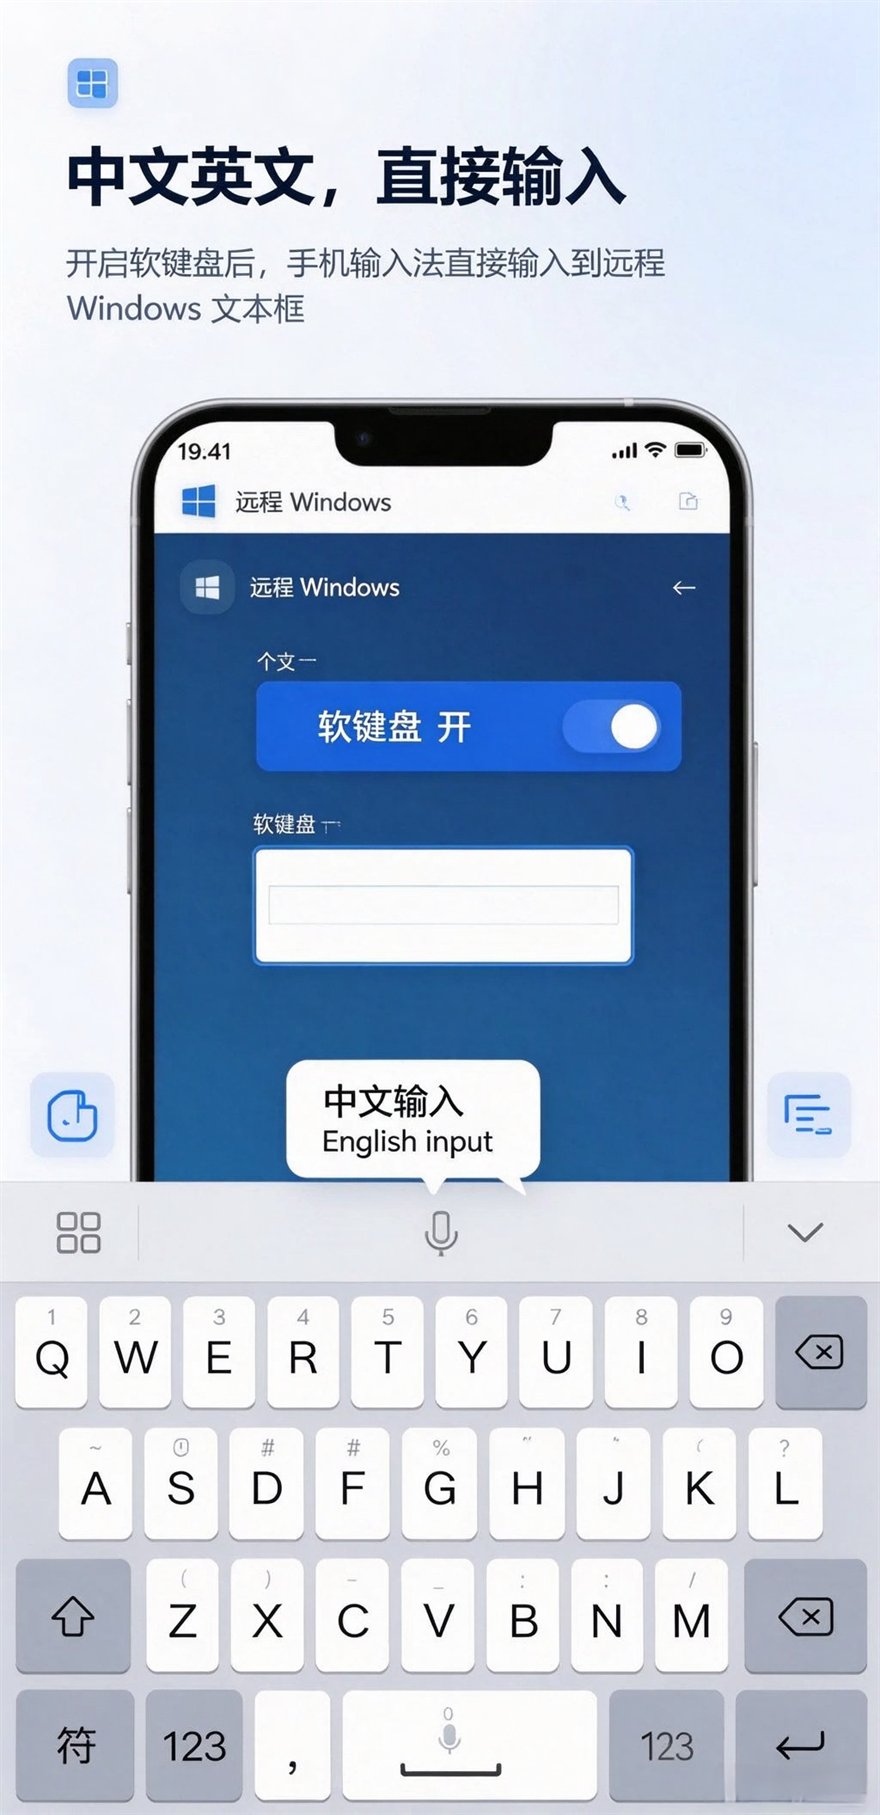 中文英文，直接输入
开启软键盘后，手机输入法直接输入到远程
Windows 文本框
19.41
远程 Windows
远程 Windows
个文一
软键盘 开
软键盘
中文输入
English input
1 2 3 4 5 6 7 8 9
Q W E R T Y U I O
~ # # % ( ?
A S D F G H J K L
( ) - _ : : /
Z X C V B N M
0
符 123 , 123